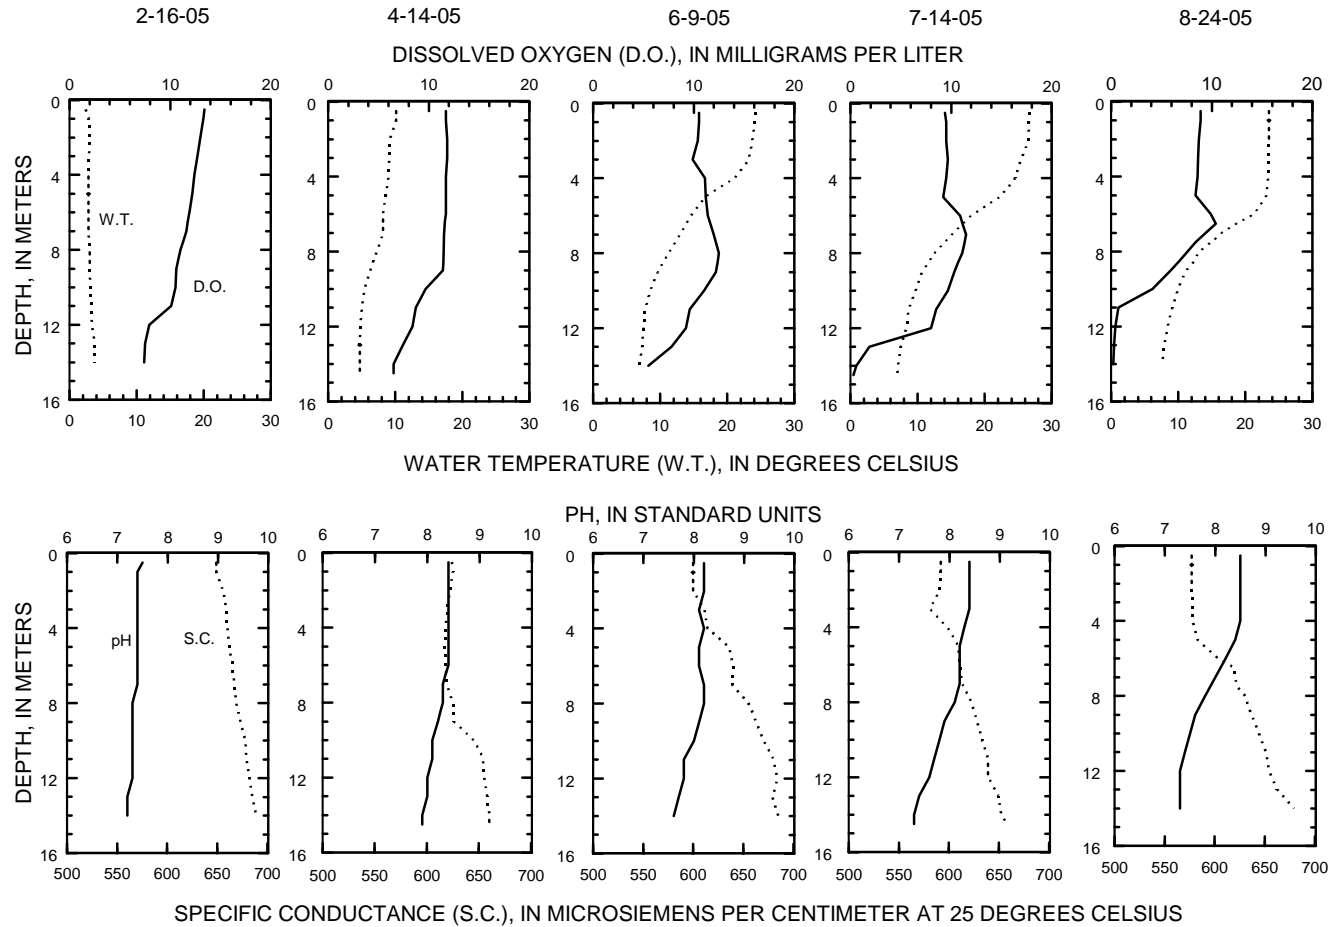 2-16-05 4-14-05 6-9-05 7-14-05 8-24-05
DISSOLVED OXYGEN (D.O.), IN MILLIGRAMS PER LITER
0 10 20 0 10 20 0 10 20 0 10 20 0 10 20
0 0 0 0 0
4 4 4 4 4
W.T.
8 8 8 8 8
D.O.
12 12 12 12 12
16 16 16 16 16
DEPTH, IN METERS
0 10 20 30 0 10 20 30 0 10 20 30 0 10 20 30 0 10 20 30
WATER TEMPERATURE (W.T.), IN DEGREES CELSIUS
PH, IN STANDARD UNITS
6 7 8 9 10 6 7 8 9 10 6 7 8 9 10 6 7 8 9 10 6 7 8 9 10
0 0 0 0 0
4 4 4 4 4
pH S.C.
8 8 8 8 8
12 12 12 12 12
16 16 16 16 16
DEPTH, IN METERS
500 550 600 650 700 500 550 600 650 700 500 550 600 650 700 500 550 600 650 700 500 550 600 650 700
SPECIFIC CONDUCTANCE (S.C.), IN MICROSIEMENS PER CENTIMETER AT 25 DEGREES CELSIUS